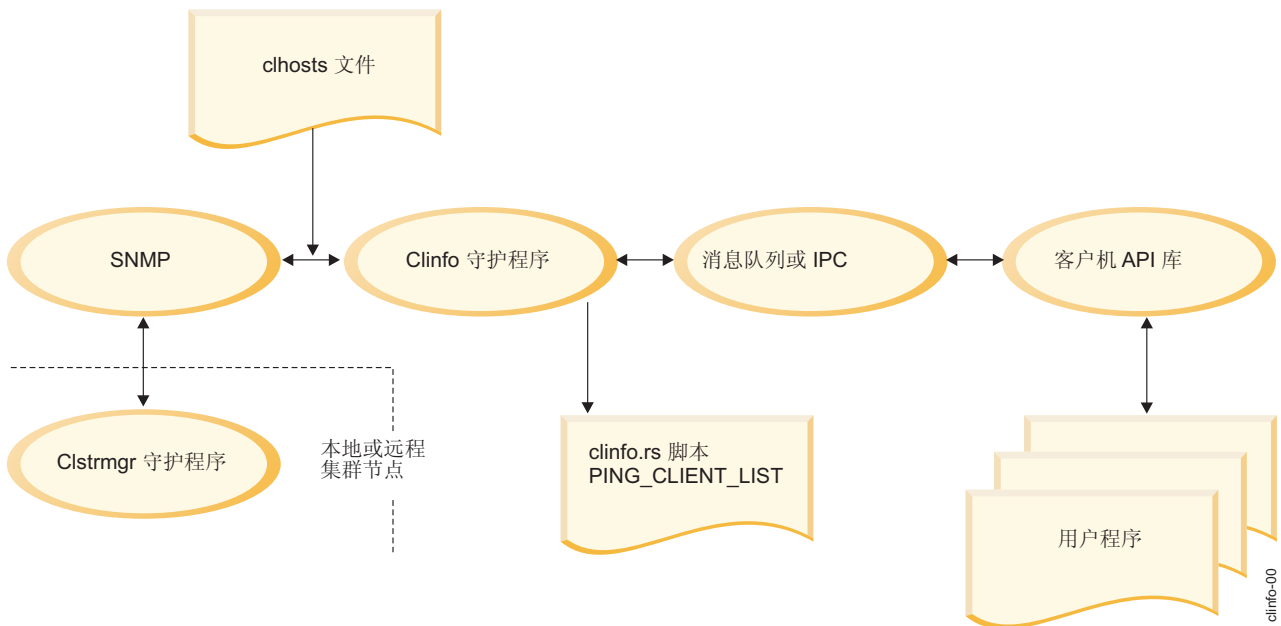 clhosts 文件
SNMP
Clinfo 守护程序
消息队列或 IPC
客户机 API 库
Clstrmgr 守护程序
本地或远程
集群节点
clinfo.rs 脚本
PING_CLIENT_LIST
用户程序
clinfo-00